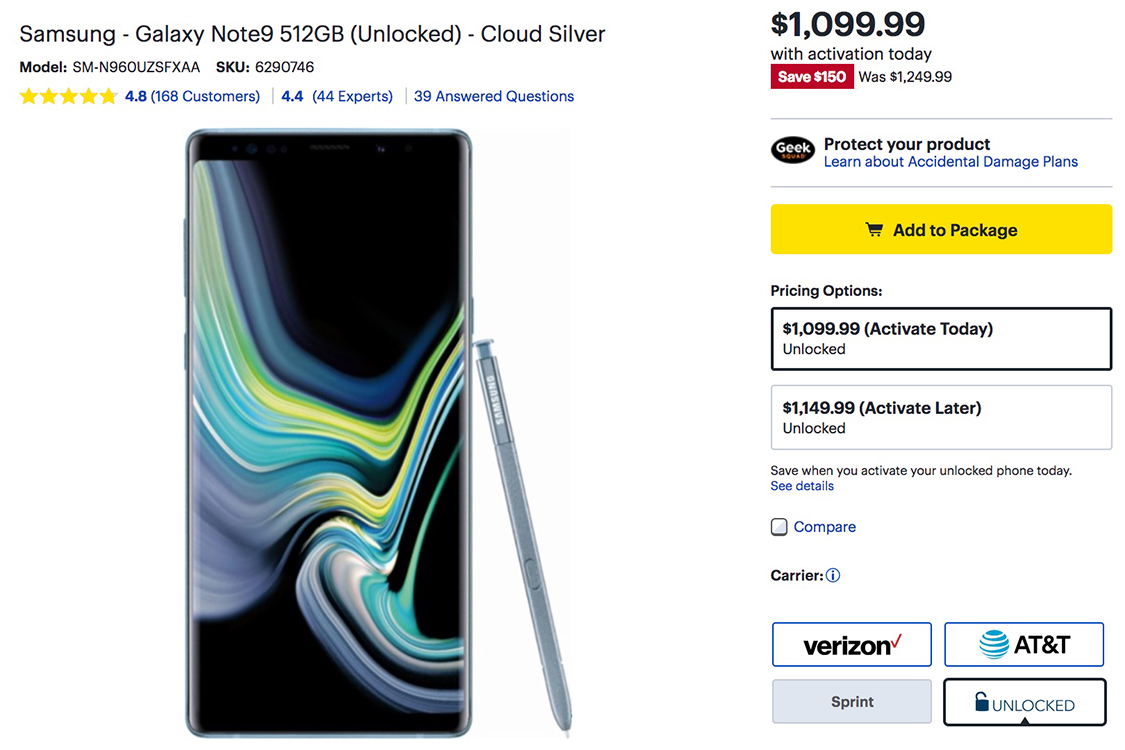 Samsung - Galaxy Note9 512GB (Unlocked) - Cloud Silver
Model: SM-N960UZSFXAA SKU: 6290746
4.8 (168 Customers) 4.4 (44 Experts) 39 Answered Questions
SAMSUNG
$1,099.99
with activation today
Save $150 Was $1,249.99
Geek SQUAD
Protect your product
Learn about Accidental Damage Plans
Add to Package
Pricing Options:
$1,099.99 (Activate Today)
Unlocked
$1,149.99 (Activate Later)
Unlocked
Save when you activate your unlocked phone today.
See details
Compare
Carrier:
verizon
AT&T
Sprint
UNLOCKED